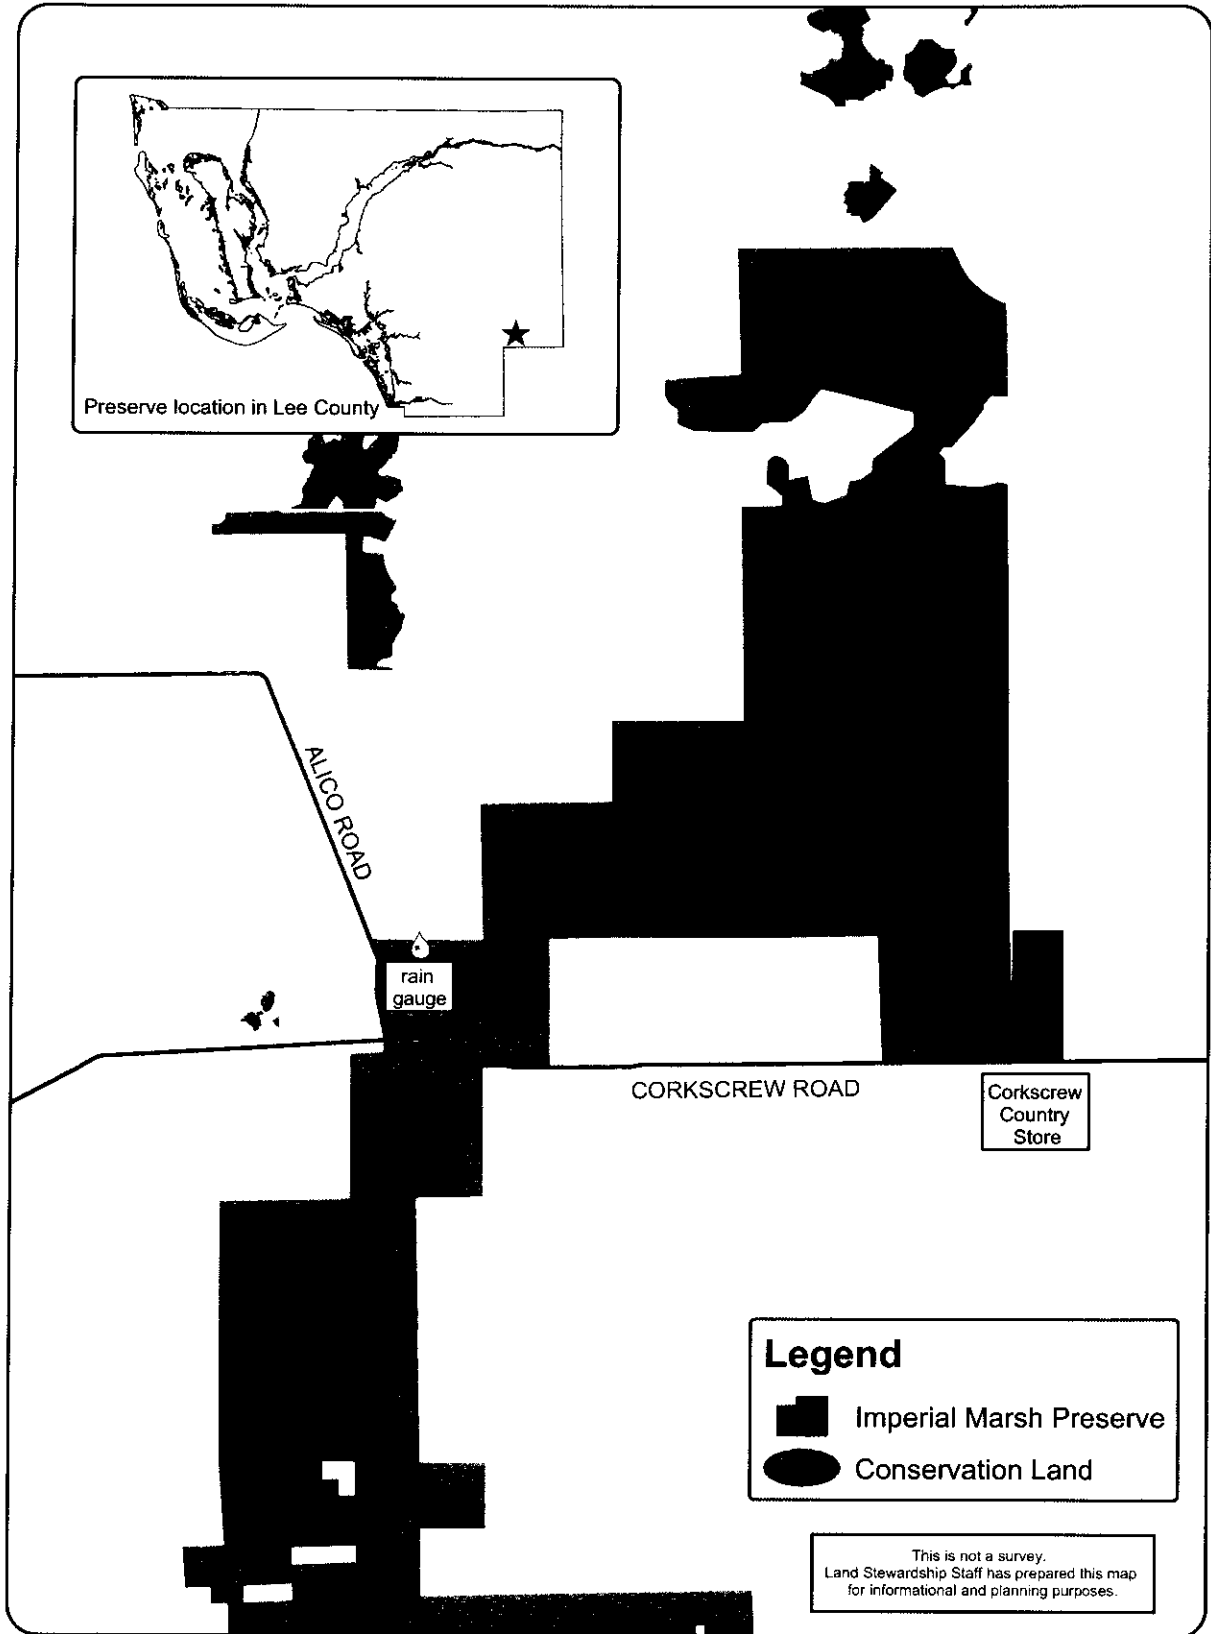 Preserve location in Lee County
ALICO ROAD
rain
gauge
CORKSCREW ROAD
Corkscrew
Country
Store
Legend
Imperial Marsh Preserve
Conservation Land
This is not a survey.
Land Stewardship Staff has prepared this map
for informational and planning purposes.